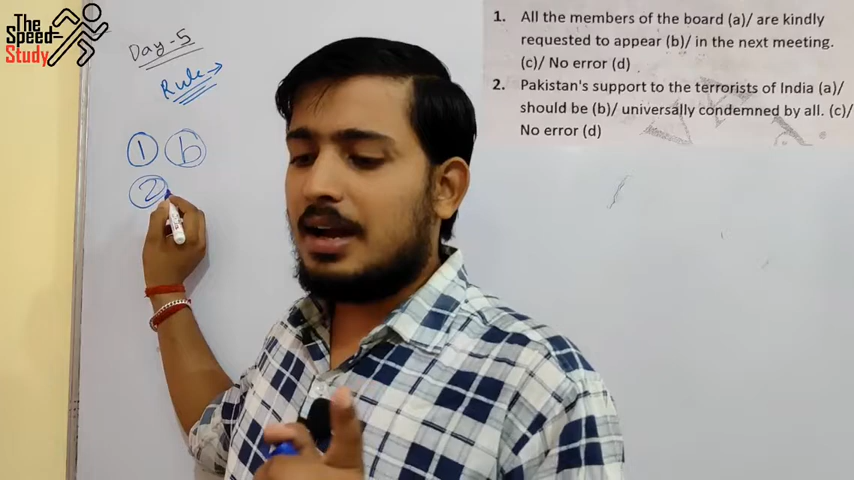 The
Speed
Study
Day-5
Rule→
1 b
2
1. All the members of the board (a)/ are kindly
requested to appear (b)/ in the next meeting.
(c)/ No error (d)
2. Pakistan's support to the terrorists of India (a)/
should be (b)/ universally condemned by all. (c)/
No error (d)